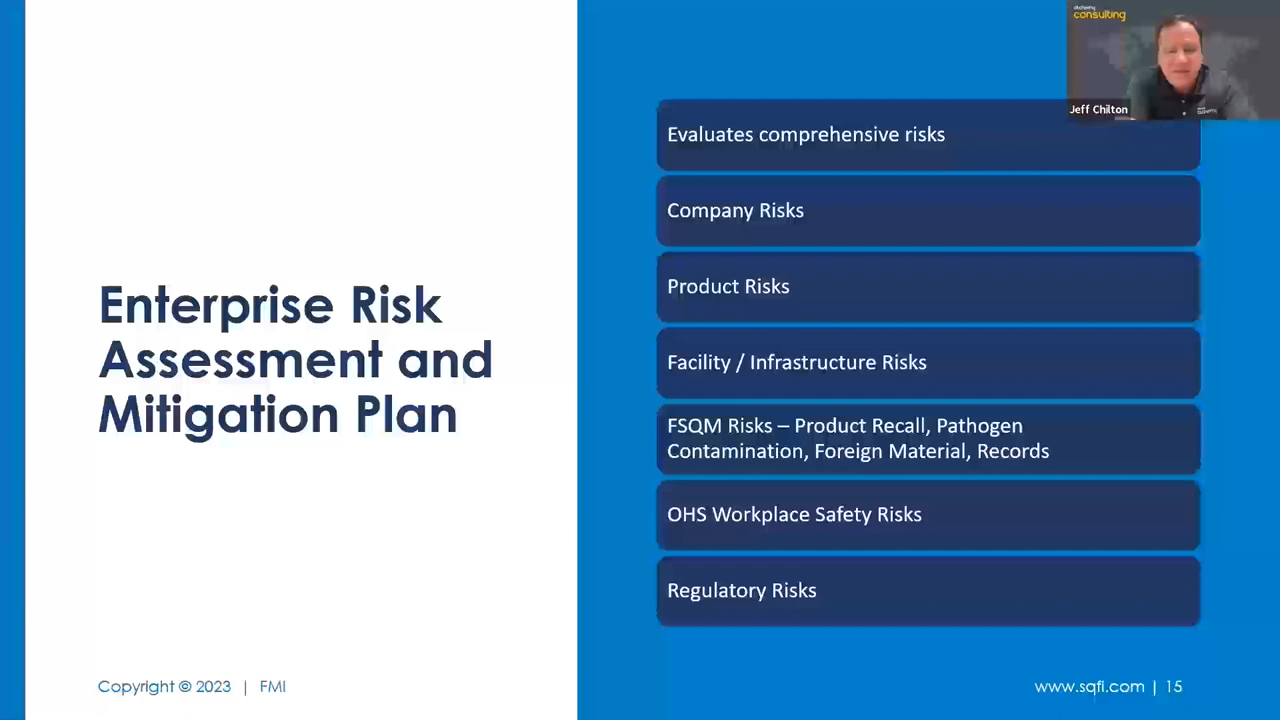 alchemy
consulting
Jeff Chilton
Enterprise Risk
Assessment and
Mitigation Plan
Evaluates comprehensive risks
Company Risks
Product Risks
Facility / Infrastructure Risks
FSQM Risks – Product Recall, Pathogen
Contamination, Foreign Material, Records
OHS Workplace Safety Risks
Regulatory Risks
Copyright © 2023 | FMI
www.sqfi.com | 15